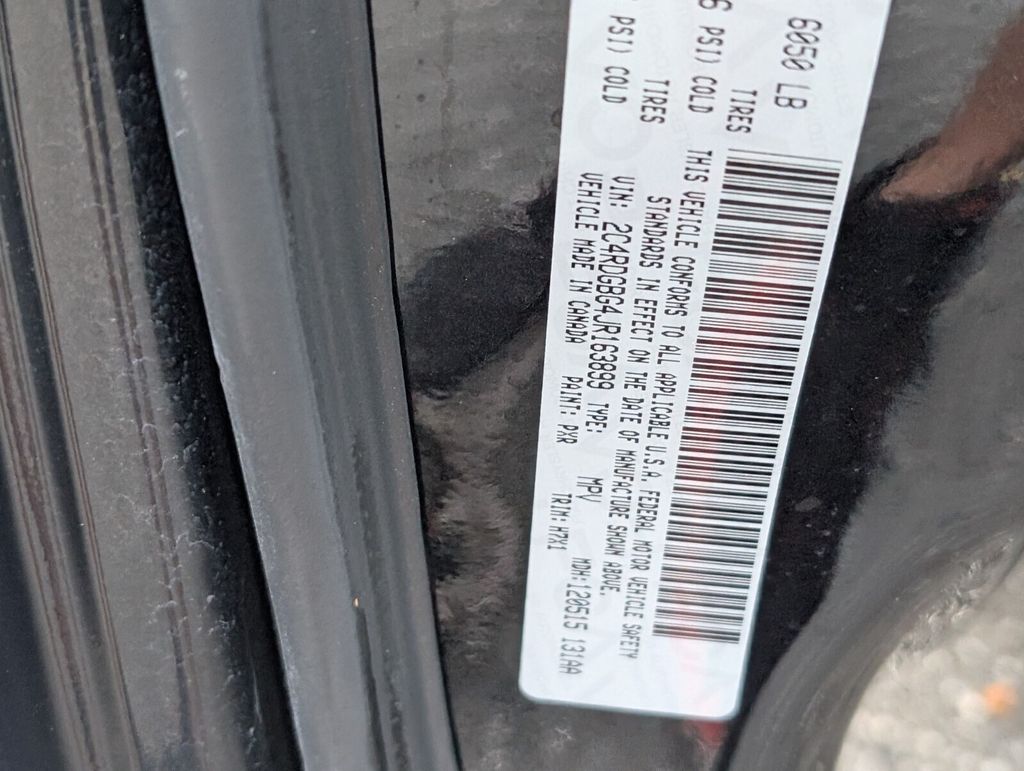 6050 LB
TIRES
6 PSI) COLD
TIRES
PSI) COLD
THIS VEHICLE CONFORMS TO ALL APPLICABLE U.S.A. FEDERAL MOTOR VEHICLE SAFETY
STANDARDS IN EFFECT ON THE DATE OF MANUFACTURE SHOWN ABOVE.
VIN: 2C4RDGBG4JR163899 TYPE: MPV
VEHICLE MADE IN CANADA PAINT: PXR TRIM: H7X1 MDH: 120515 131AA